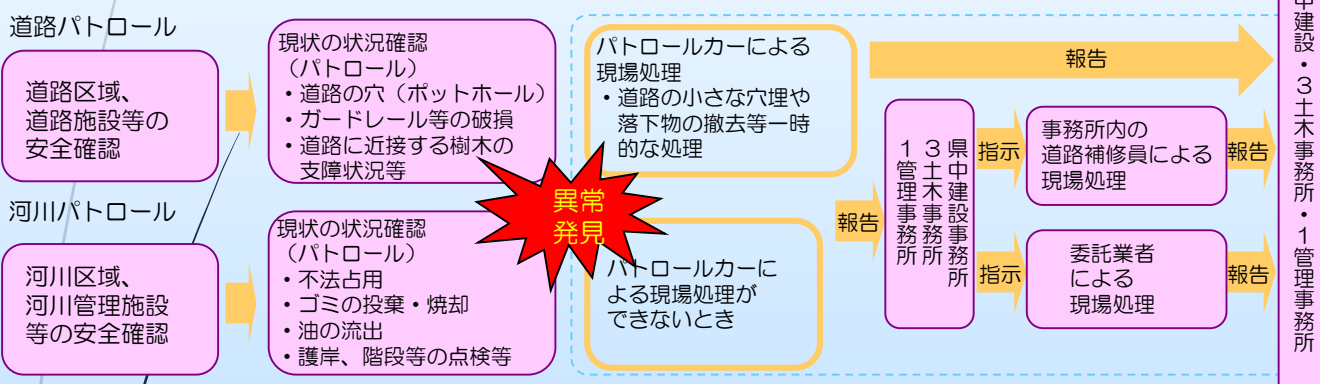 道路パトロール
道路区域、
道路施設等の
安全確認
現状の状況確認
（パトロール）
・道路の穴（ポットホール）
・ガードレール等の破損
・道路に近接する樹木の
支障状況等
河川パトロール
河川区域、
河川管理施設
等の安全確認
現状の状況確認
（パトロール）
・不法占用
・ゴミの投棄・焼却
・油の流出
・護岸、階段等の点検等
異常
発見
パトロールカーによる
現場処理
・道路の小さな穴埋や
落下物の撤去等一時
的な処理
パトロールカーに
よる現場処理が
できないとき
報告
報告
県中建設事務所
３土木事務所
１管理事務所
指示
事務所内の
道路補修員による
現場処理
報告
指示
委託業者
による
現場処理
報告
中建設・３土木事務所・１管理事務所